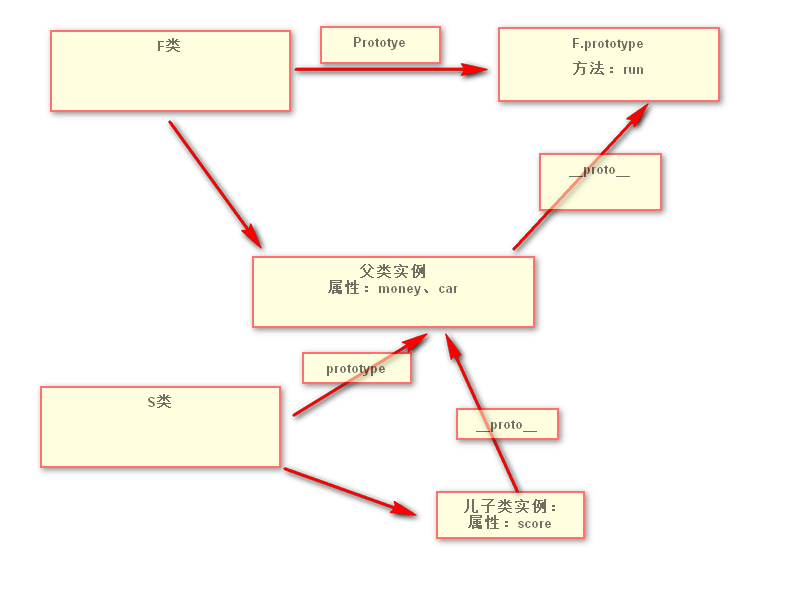 F类
Prototye
F.prototype
方法：run
__proto__
父类实例
属性：money、car
prototype
S类
__proto__
儿子类实例：
属性：score